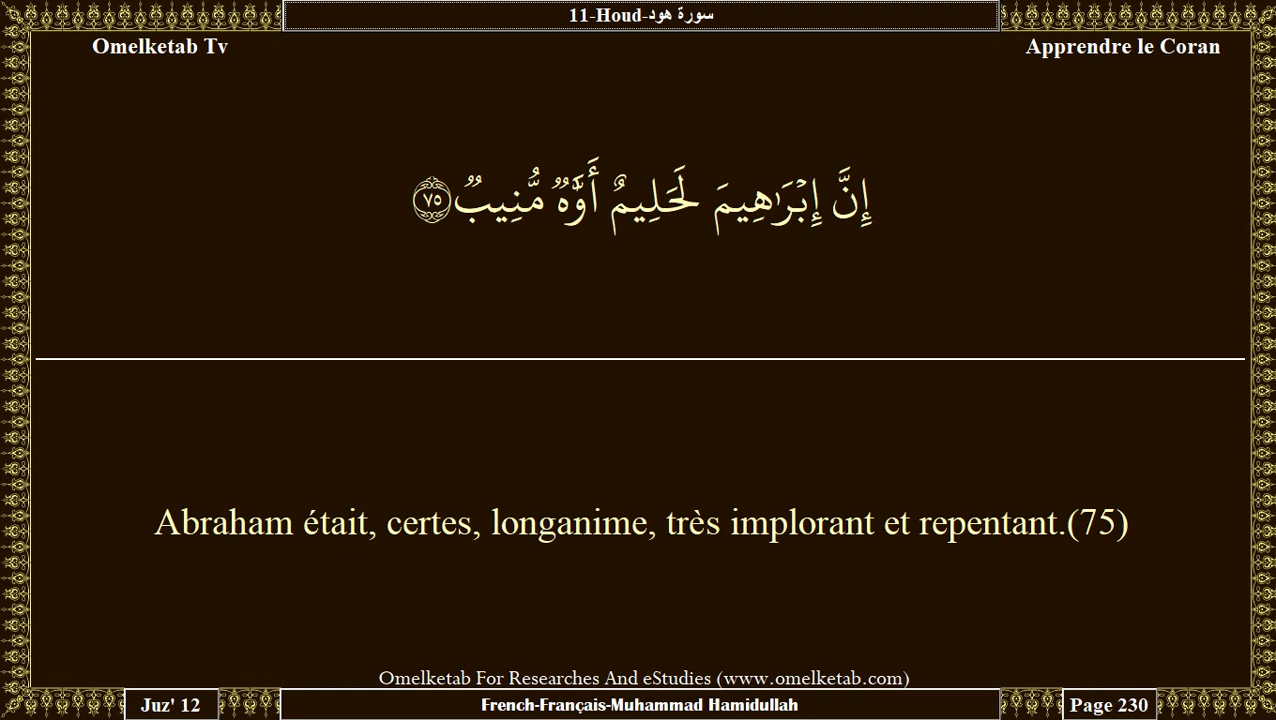 11-Houd-سورة هود
Omelketab Tv
Apprendre le Coran
إِنَّ إِبْرَٰهِيمَ لَحَلِيمٌ أَوَّٰهٌ مُّنِيبٌ ٧٥
Abraham était, certes, longanime, très implorant et repentant.(75)
Omelketab For Researches And eStudies (www.omelketab.com)
Juz' 12
French-Français-Muhammad Hamidullah
Page 230